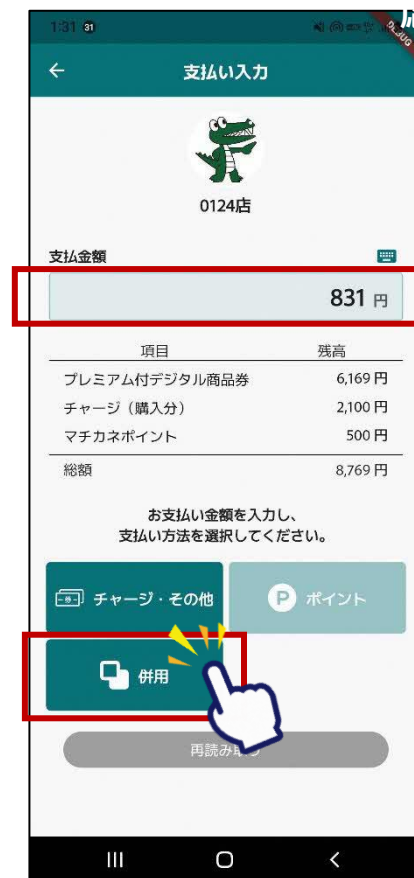 1:31 31
DEBUG
支払い入力
0124店
支払金額
831 円
項目 残高
プレミアム付デジタル商品券 6,169 円
チャージ（購入分） 2,100 円
マチカネポイント 500 円
総額 8,769 円
お支払い金額を入力し、
支払い方法を選択してください。
チャージ・その他 P ポイント
併用
再読み